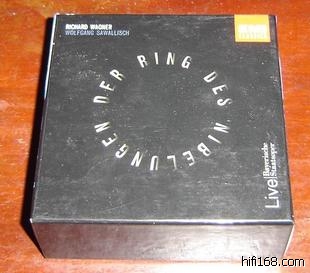 RICHARD WAGNER
WOLFGANG SAWALLISCH
DER RING DES NIBELUNGEN
Live
Bayerische
Staatsoper
hifi168.com